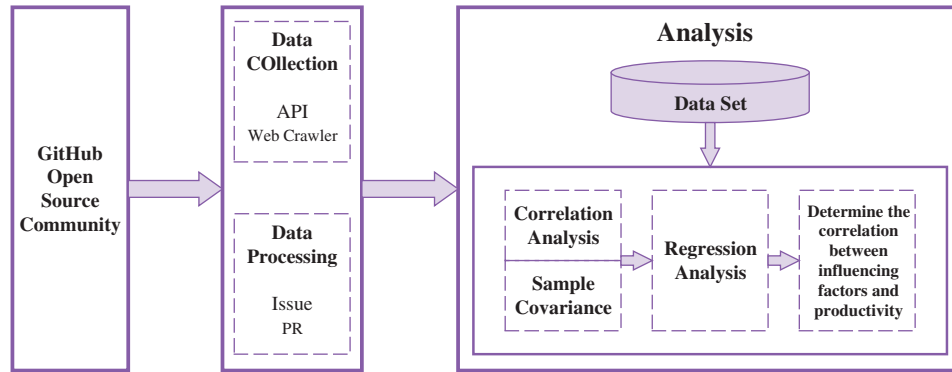 GitHub
Open
Source
Community
Data
COllection
API
Web Crawler
Data
Processing
Issue
PR
Analysis
Data Set
Correlation
Analysis
Sample
Covariance
Regression
Analysis
Determine the
correlation
between
influencing
factors and
productivity